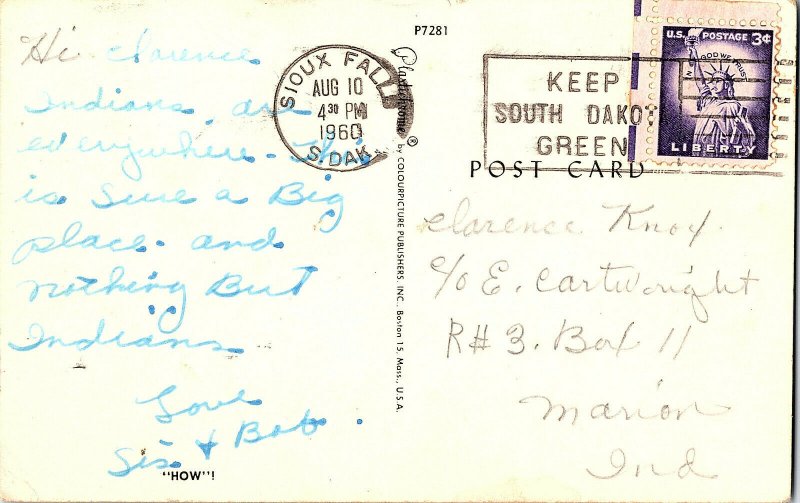 P7281
Hi Clarence
Indians are
everywhere. This
is Sure a Big
place. and
nothing But
Indians
Love
Sis + Bob.
"HOW"!
Plastichrome ®
by COLOURPICTURE PUBLISHERS, INC., Boston 15, Mass., U.S.A.
SIOUX FALLS
AUG 10
4 30 PM
1960
S. DAK.
KEEP
SOUTH DAKOT
GREEN
U.S. POSTAGE 3¢
IN GOD WE TRUST
LIBERTY
POST CARD
Clarence Knox.
c/o E. Cartwright
R#3. Box 11
Marion
Ind